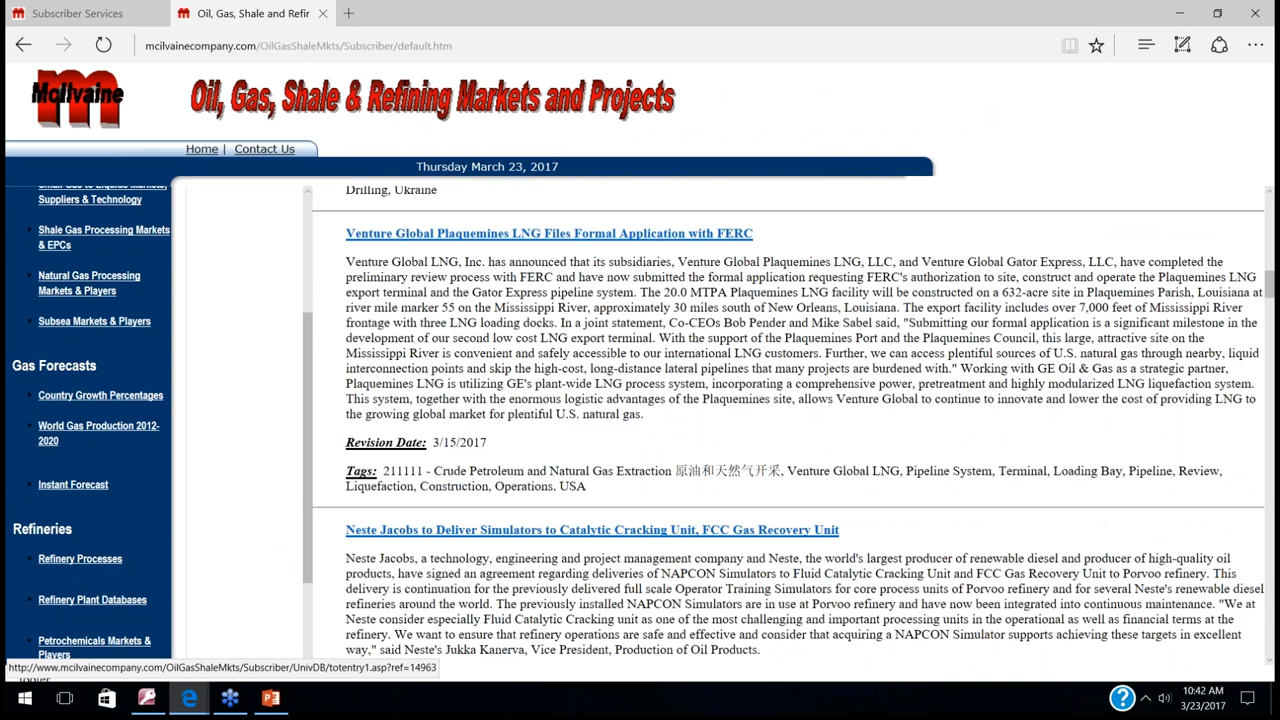 Subscriber Services
Oil, Gas, Shale and Refir
mcilvainecompany.com/OilGasShaleMkts/Subscriber/default.htm
McIlvaine
Oil, Gas, Shale & Refining Markets and Projects
Home | Contact Us
Thursday March 23, 2017
Small Gas to Liquids Markets,
Suppliers & Technology
Shale Gas Processing Markets
& EPCs
Natural Gas Processing
Markets & Players
Subsea Markets & Players
Gas Forecasts
Country Growth Percentages
World Gas Production 2012-
2020
Instant Forecast
Refineries
Refinery Processes
Refinery Plant Databases
Petrochemicals Markets &
Players
Drilling, Ukraine
Venture Global Plaquemines LNG Files Formal Application with FERC
Venture Global LNG, Inc. has announced that its subsidiaries, Venture Global Plaquemines LNG, LLC, and Venture Global Gator Express, LLC, have completed the
preliminary review process with FERC and have now submitted the formal application requesting FERC's authorization to site, construct and operate the Plaquemines LNG
export terminal and the Gator Express pipeline system. The 20.0 MTPA Plaquemines LNG facility will be constructed on a 632-acre site in Plaquemines Parish, Louisiana at
river mile marker 55 on the Mississippi River, approximately 30 miles south of New Orleans, Louisiana. The export facility includes over 7,000 feet of Mississippi River
frontage with three LNG loading docks. In a joint statement, Co-CEOs Bob Pender and Mike Sabel said, "Submitting our formal application is a significant milestone in the
development of our second low cost LNG export terminal. With the support of the Plaquemines Port and the Plaquemines Council, this large, attractive site on the
Mississippi River is convenient and safely accessible to our international LNG customers. Further, we can access plentiful sources of U.S. natural gas through nearby, liquid
interconnection points and skip the high-cost, long-distance lateral pipelines that many projects are burdened with." Working with GE Oil & Gas as a strategic partner,
Plaquemines LNG is utilizing GE's plant-wide LNG process system, incorporating a comprehensive power, pretreatment and highly modularized LNG liquefaction system.
This system, together with the enormous logistic advantages of the Plaquemines site, allows Venture Global to continue to innovate and lower the cost of providing LNG to
the growing global market for plentiful U.S. natural gas.
Revision Date: 3/15/2017
Tags: 211111 - Crude Petroleum and Natural Gas Extraction 原油和天然气开采, Venture Global LNG, Pipeline System, Terminal, Loading Bay, Pipeline, Review,
Liquefaction, Construction, Operations, USA
Neste Jacobs to Deliver Simulators to Catalytic Cracking Unit, FCC Gas Recovery Unit
Neste Jacobs, a technology, engineering and project management company and Neste, the world's largest producer of renewable diesel and producer of high-quality oil
products, have signed an agreement regarding deliveries of NAPCON Simulators to Fluid Catalytic Cracking Unit and FCC Gas Recovery Unit to Porvoo refinery. This
delivery is continuation for the previously delivered full scale Operator Training Simulators for core process units of Porvoo refinery and for several Neste's renewable diesel
refineries around the world. The previously installed NAPCON Simulators are in use at Porvoo refinery and have now been integrated into continuous maintenance. "We at
Neste consider especially Fluid Catalytic Cracking unit as one of the most challenging and important processing units in the operational as well as financial terms at the
refinery. We want to ensure that refinery operations are safe and effective and consider that acquiring a NAPCON Simulator supports achieving these targets in excellent
way," said Neste's Jukka Kanerva, Vice President, Production of Oil Products.
http://www.mcilvainecompany.com/OilGasShaleMkts/Subscriber/UnivDB/totentry1.asp?ref=14963
footer
10:42 AM
3/23/2017